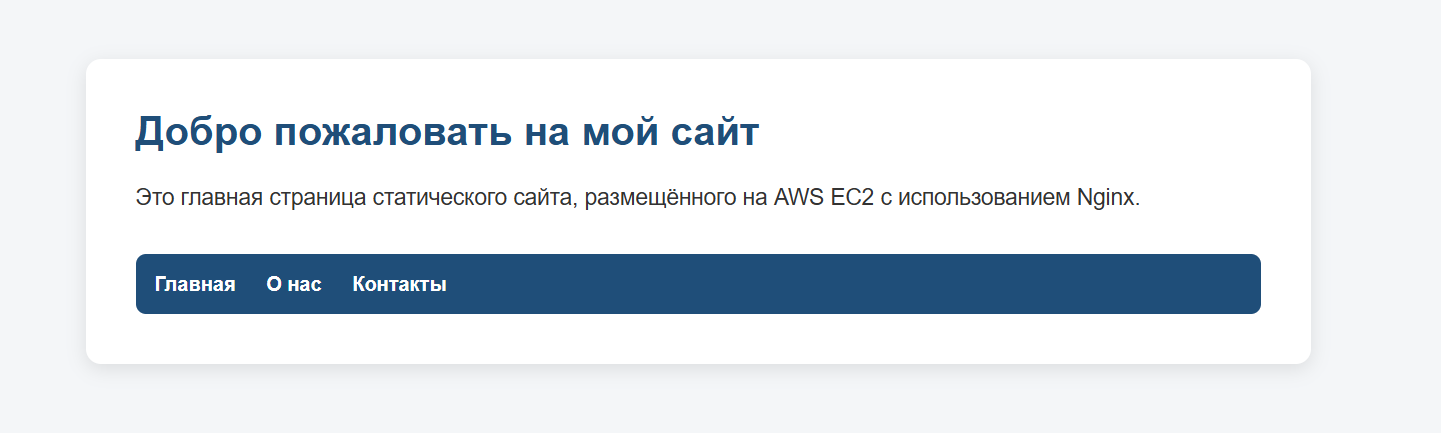 Добро пожаловать на мой сайт
Это главная страница статического сайта, размещённого на AWS EC2 с использованием Nginx.
Главная О нас Контакты